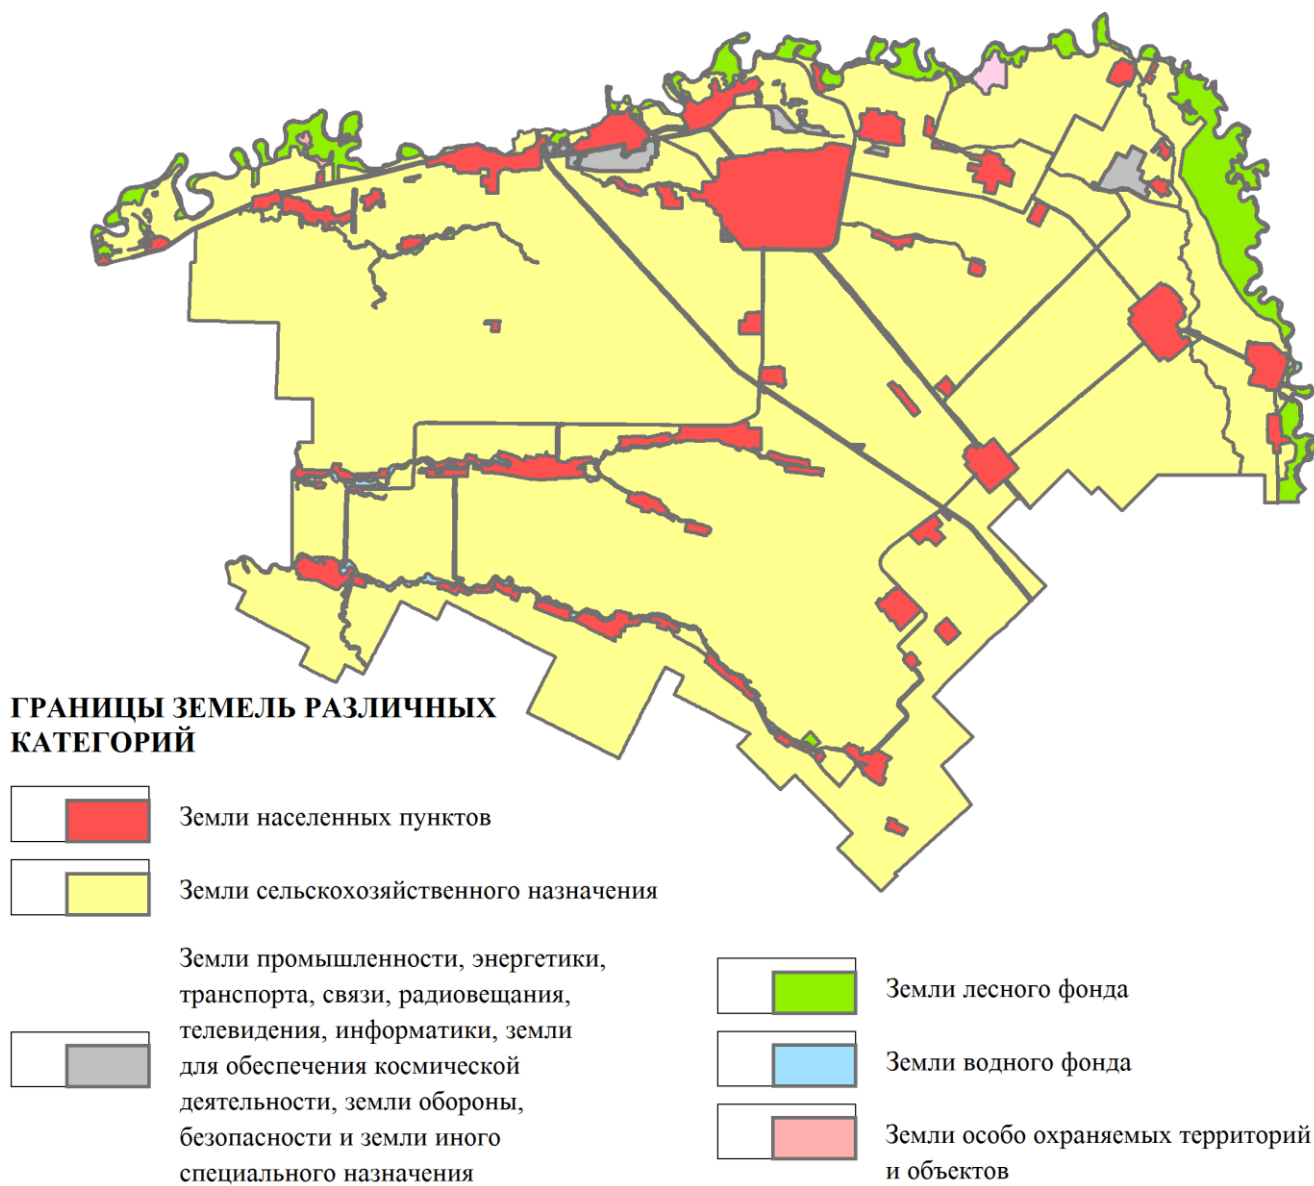 ГРАНИЦЫ ЗЕМЕЛЬ РАЗЛИЧНЫХ
КАТЕГОРИЙ
Земли населенных пунктов
Земли сельскохозяйственного назначения
Земли промышленности, энергетики,
транспорта, связи, радиовещания,
телевидения, информатики, земли
для обеспечения космической
деятельности, земли обороны,
безопасности и земли иного
специального назначения
Земли лесного фонда
Земли водного фонда
Земли особо охраняемых территорий
и объектов